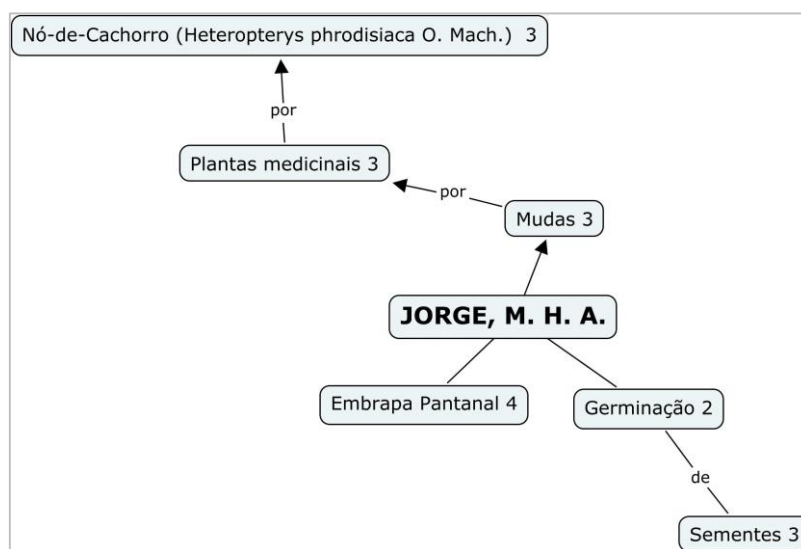 Nó-de-Cachorro (Heteropterys phrodisiaca O. Mach.) 3
por
Plantas medicinais 3
por
Mudas 3
JORGE, M. H. A.
Embrapa Pantanal 4
Germinação 2
de
Sementes 3